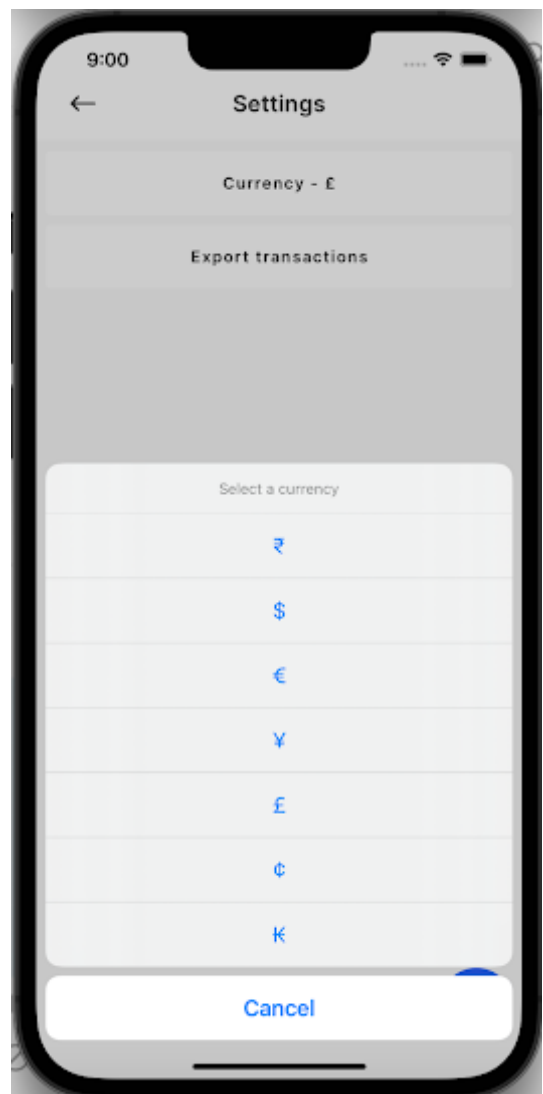 9:00
Settings
Currency - £
Export transactions
Select a currency
₹
$
€
¥
£
¢
₭
Cancel